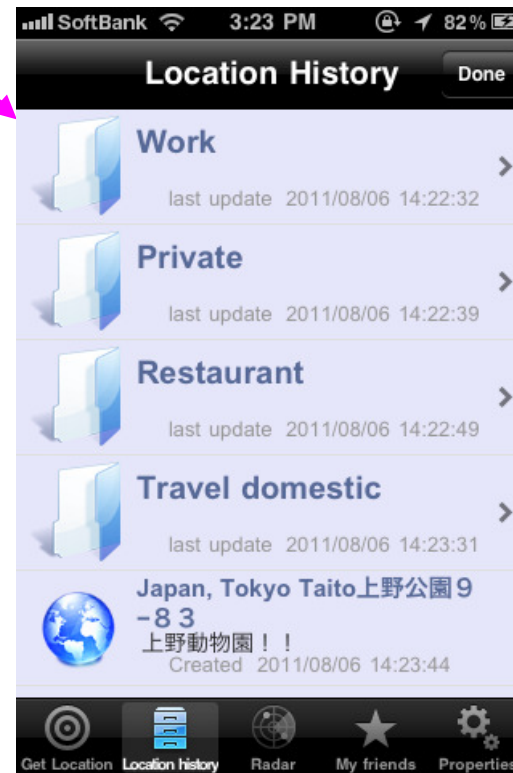 SoftBank 3:23 PM 82%
Location History Done
Work
last update 2011/08/06 14:22:32
Private
last update 2011/08/06 14:22:39
Restaurant
last update 2011/08/06 14:22:49
Travel domestic
last update 2011/08/06 14:23:31
Japan, Tokyo Taito上野公園9
-83
上野動物園！！
Created 2011/08/06 14:23:44
Get Location Location history Radar My friends Properties